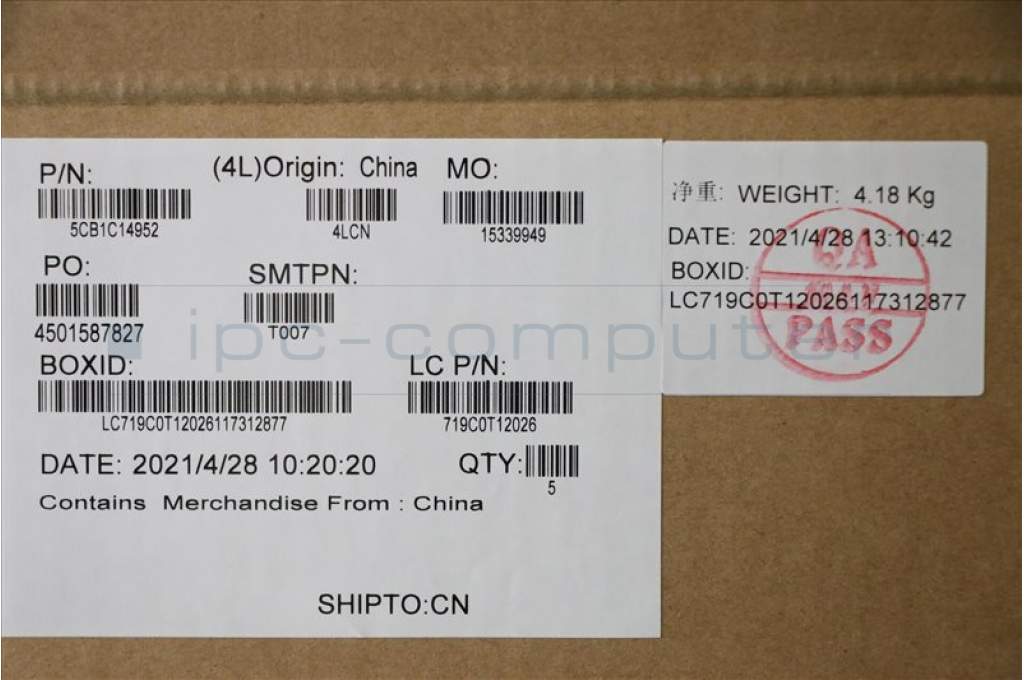 P/N: (4L)Origin: China MO:
5CB1C14952 4LCN 15339949
PO: SMTPN:
4501587827 T007
BOXID: LC P/N:
LC719C0T12026117312877 719C0T12026
DATE: 2021/4/28 10:20:20 QTY:
5
Contains Merchandise From : China
SHIPTO:CN
净重: WEIGHT: 4.18 Kg
DATE: 2021/4/28 13:10:42
BOXID:
LC719C0T12026117312877
QA
PASS
ipc-computer